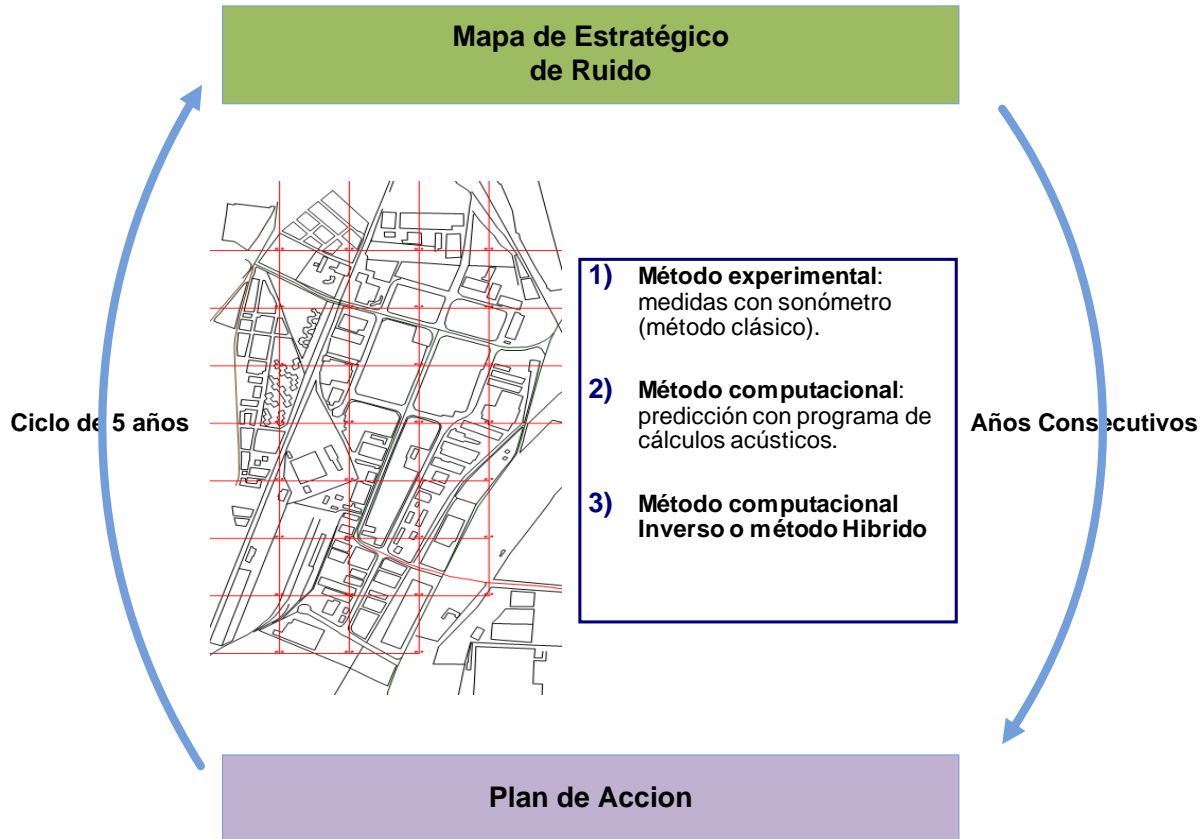 Mapa de Estratégico
de Ruido
Ciclo de 5 años
1) Método experimental:
medidas con sonómetro
(método clásico).
2) Método computacional:
predicción con programa de
cálculos acústicos.
3) Método computacional
Inverso o método Hibrido
Años Consecutivos
Plan de Accion